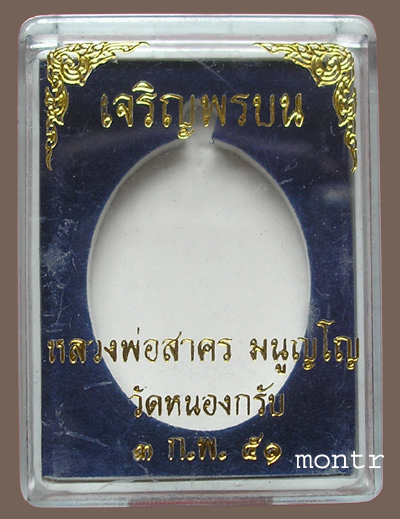 เจริญพรบน
หลวงพ่อสาคร มนูญโญ
วัดหนองกรับ
๓ ก.พ. ๕๑
montr